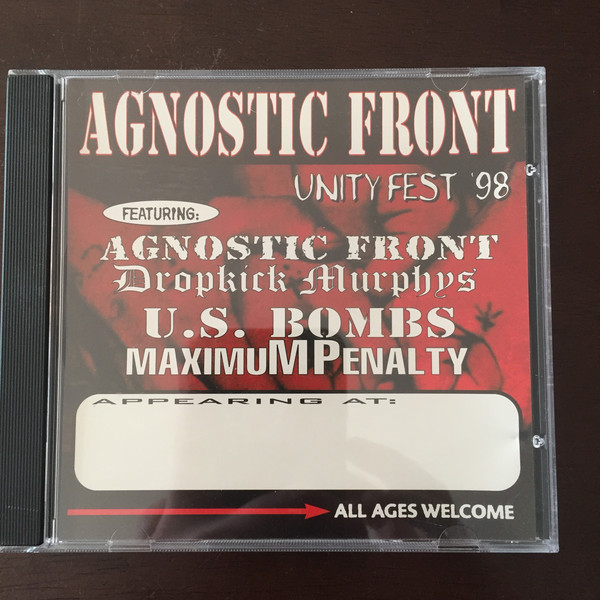 AGNOSTIC FRONT
UNITY FEST '98
FEATURING:
AGNOSTIC FRONT
Dropkick Murphys
U.S. BOMBS
MAXIMUMPENALTY
APPEARING AT:
ALL AGES WELCOME